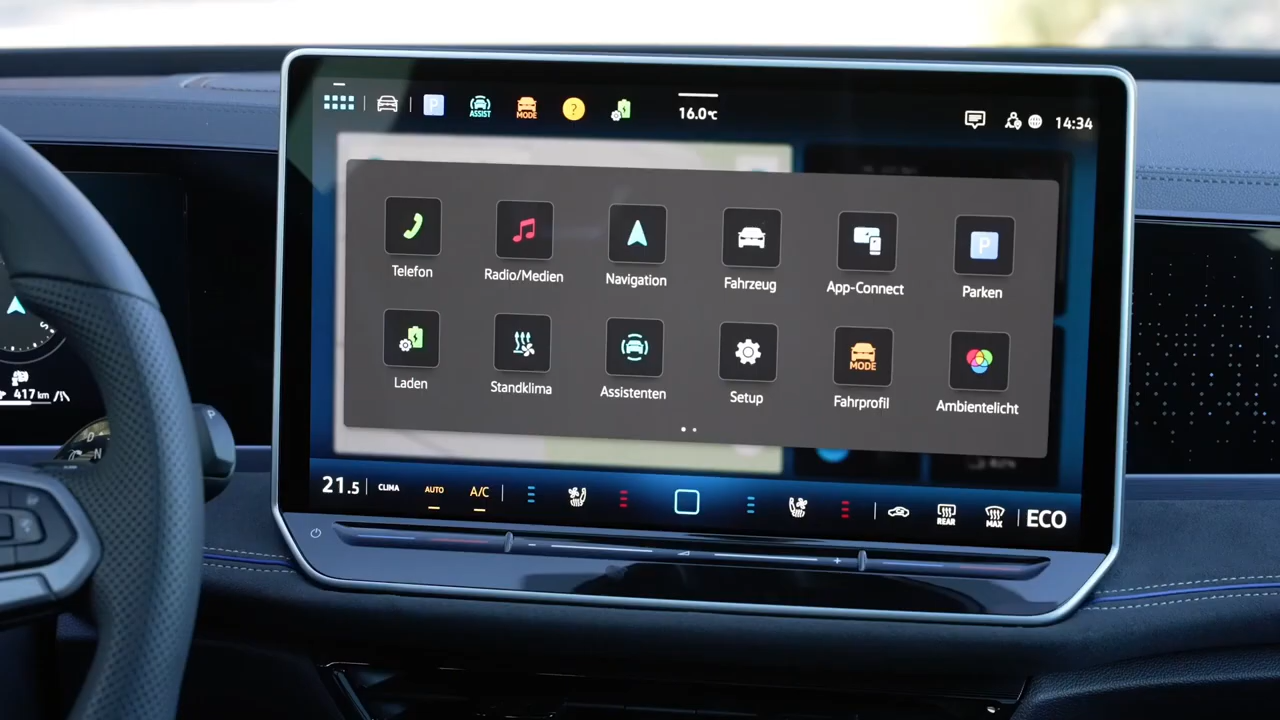 P ASSIST MODE ? 16.0°C 14:34
Telefon Radio/Medien Navigation Fahrzeug App-Connect Parken
P
Laden Standklima Assistenten Setup Fahrprofil Ambientelicht
MODE
21.5 CLIMA AUTO A/C REAR MAX ECO
- +
S
417 km
P
D
N